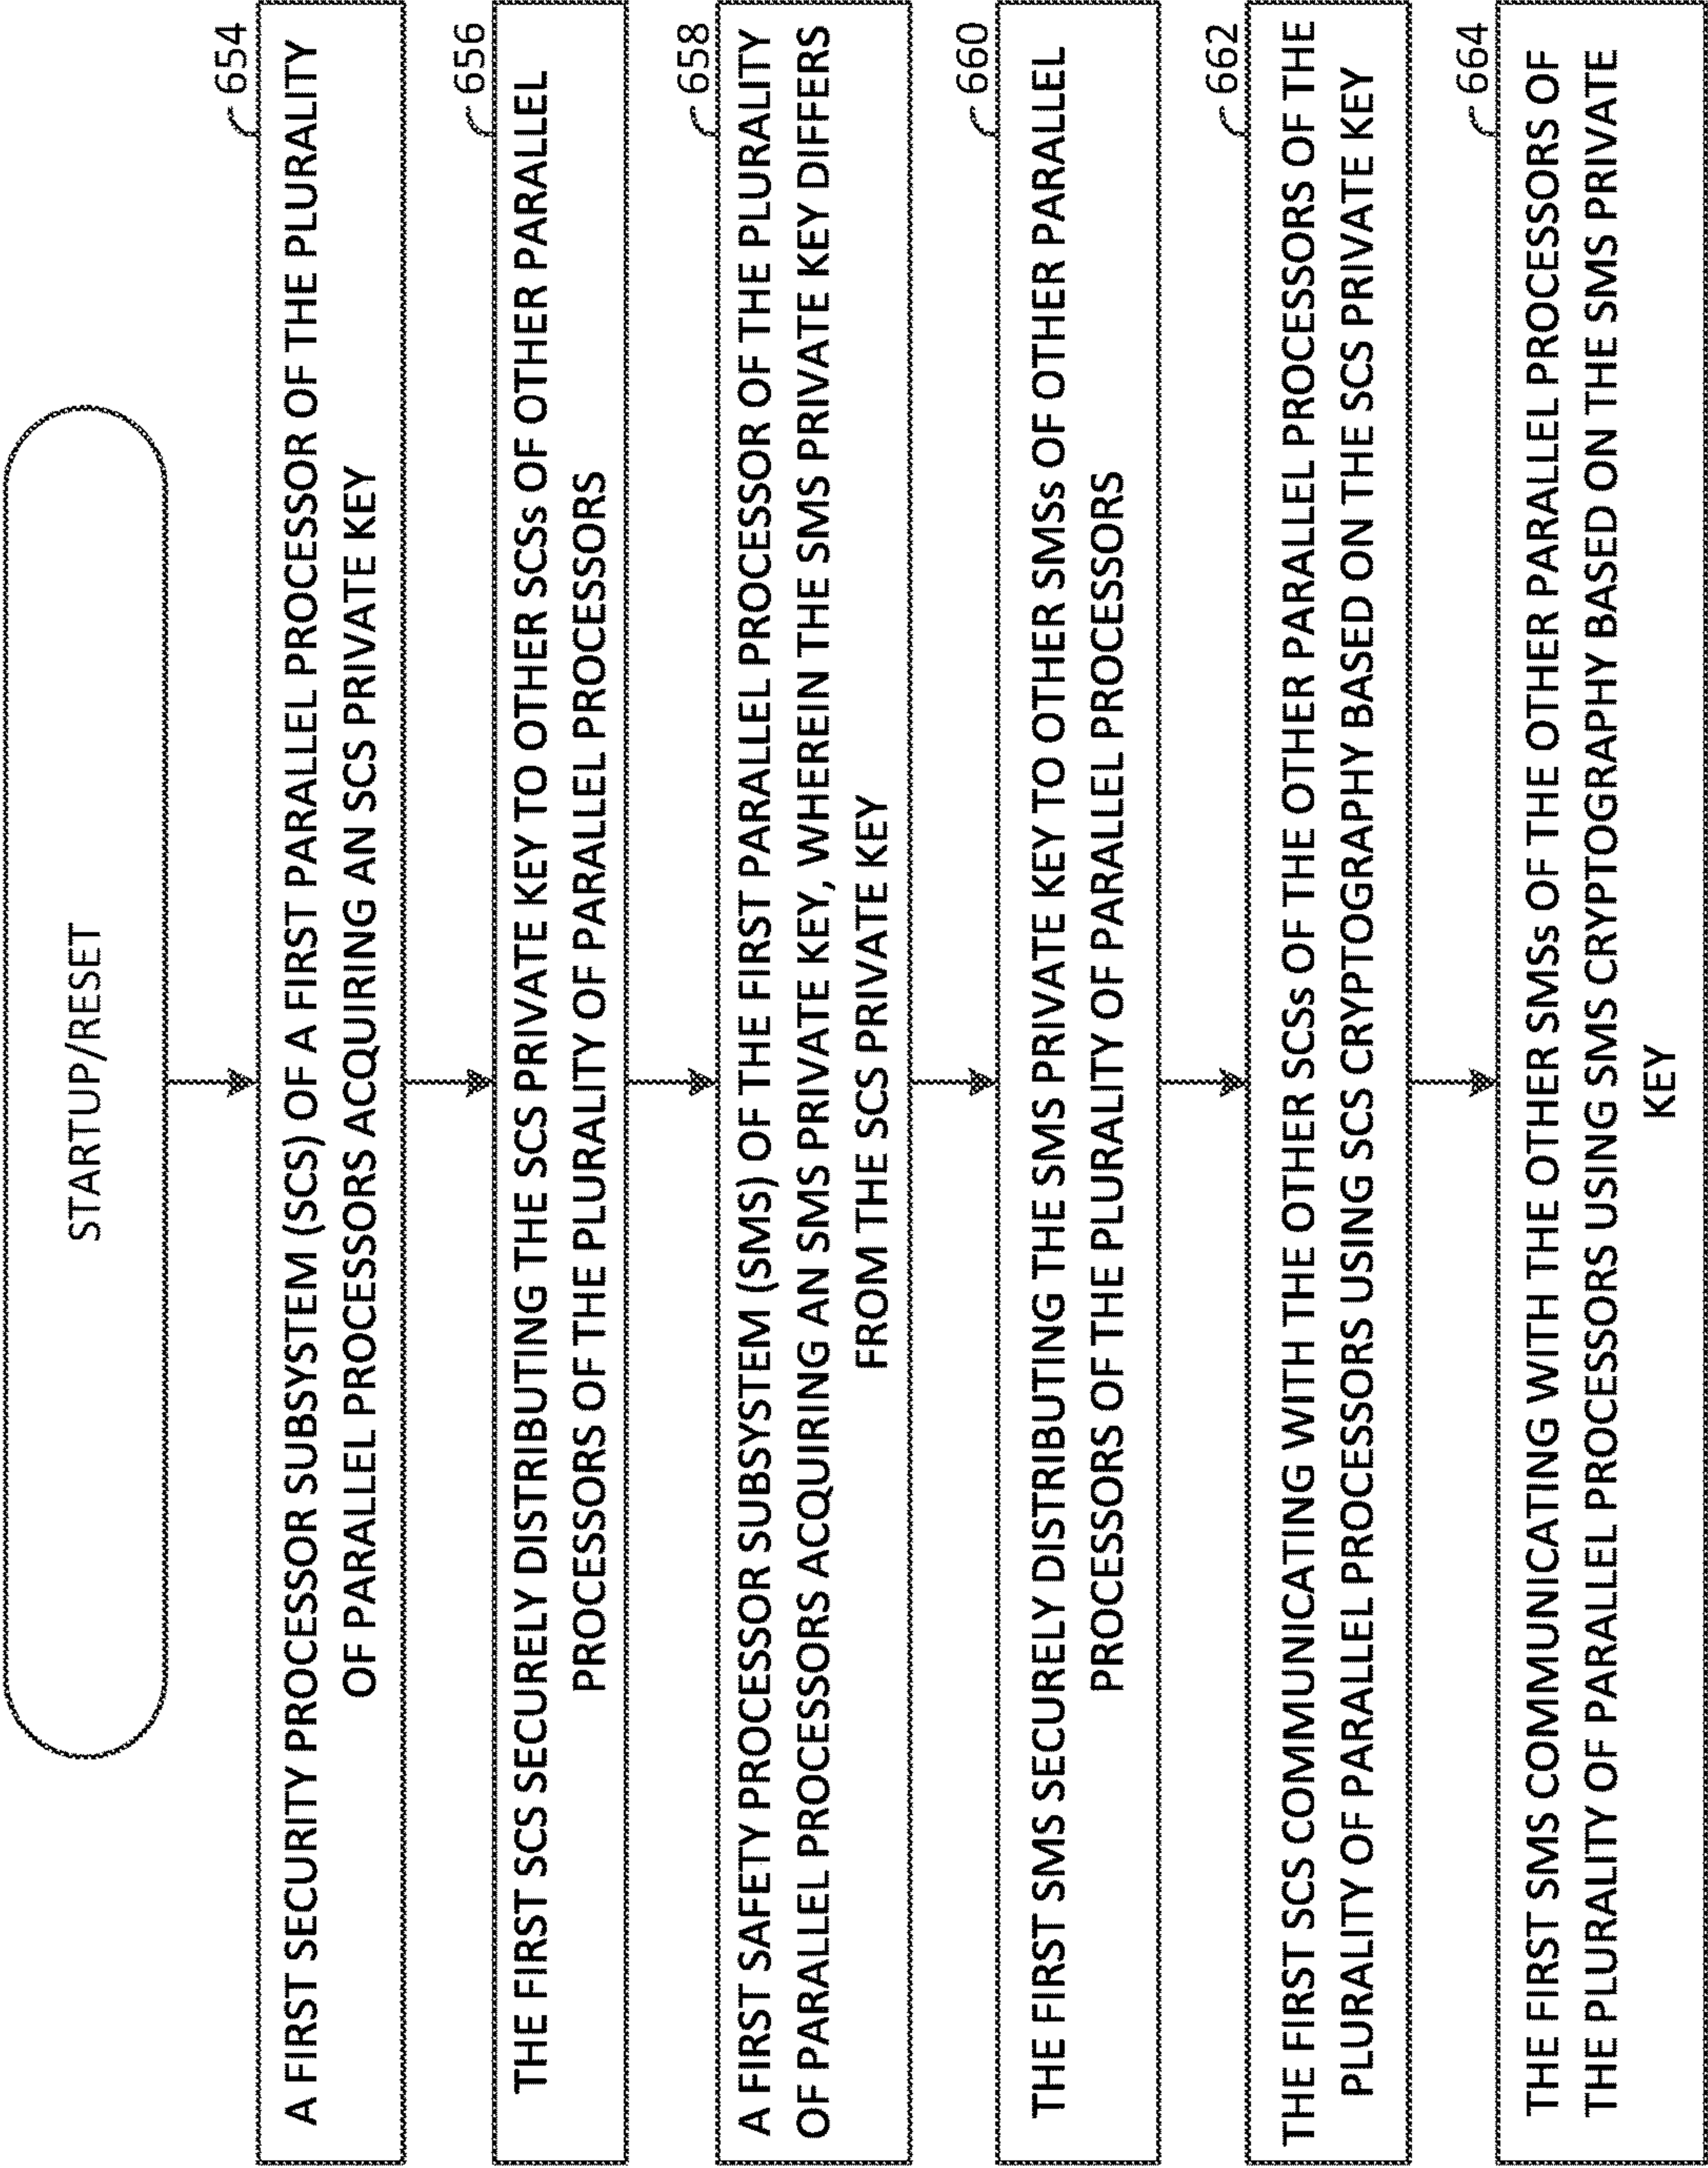 STARTUP/RESET
654
A FIRST SECURITY PROCESSOR SUBSYSTEM (SCS) OF A FIRST PARALLEL PROCESSOR OF THE PLURALITY
OF PARALLEL PROCESSORS ACQUIRING AN SCS PRIVATE KEY
656
THE FIRST SCS SECURELY DISTRIBUTING THE SCS PRIVATE KEY TO OTHER SCSs OF OTHER PARALLEL
PROCESSORS OF THE PLURALITY OF PARALLEL PROCESSORS
658
A FIRST SAFETY PROCESSOR SUBSYSTEM (SMS) OF THE FIRST PARALLEL PROCESSOR OF THE PLURALITY
OF PARALLEL PROCESSORS ACQUIRING AN SMS PRIVATE KEY, WHEREIN THE SMS PRIVATE KEY DIFFERS
FROM THE SCS PRIVATE KEY
660
THE FIRST SMS SECURELY DISTRIBUTING THE SMS PRIVATE KEY TO OTHER SMSs OF OTHER PARALLEL
PROCESSORS OF THE PLURALITY OF PARALLEL PROCESSORS
662
THE FIRST SCS COMMUNICATING WITH THE OTHER SCSs OF THE OTHER PARALLEL PROCESSORS OF THE
PLURALITY OF PARALLEL PROCESSORS USING SCS CRYPTOGRAPHY BASED ON THE SCS PRIVATE KEY
664
THE FIRST SMS COMMUNICATING WITH THE OTHER SMSs OF THE OTHER PARALLEL PROCESSORS OF
THE PLURALITY OF PARALLEL PROCESSORS USING SMS CRYPTOGRAPHY BASED ON THE SMS PRIVATE
KEY